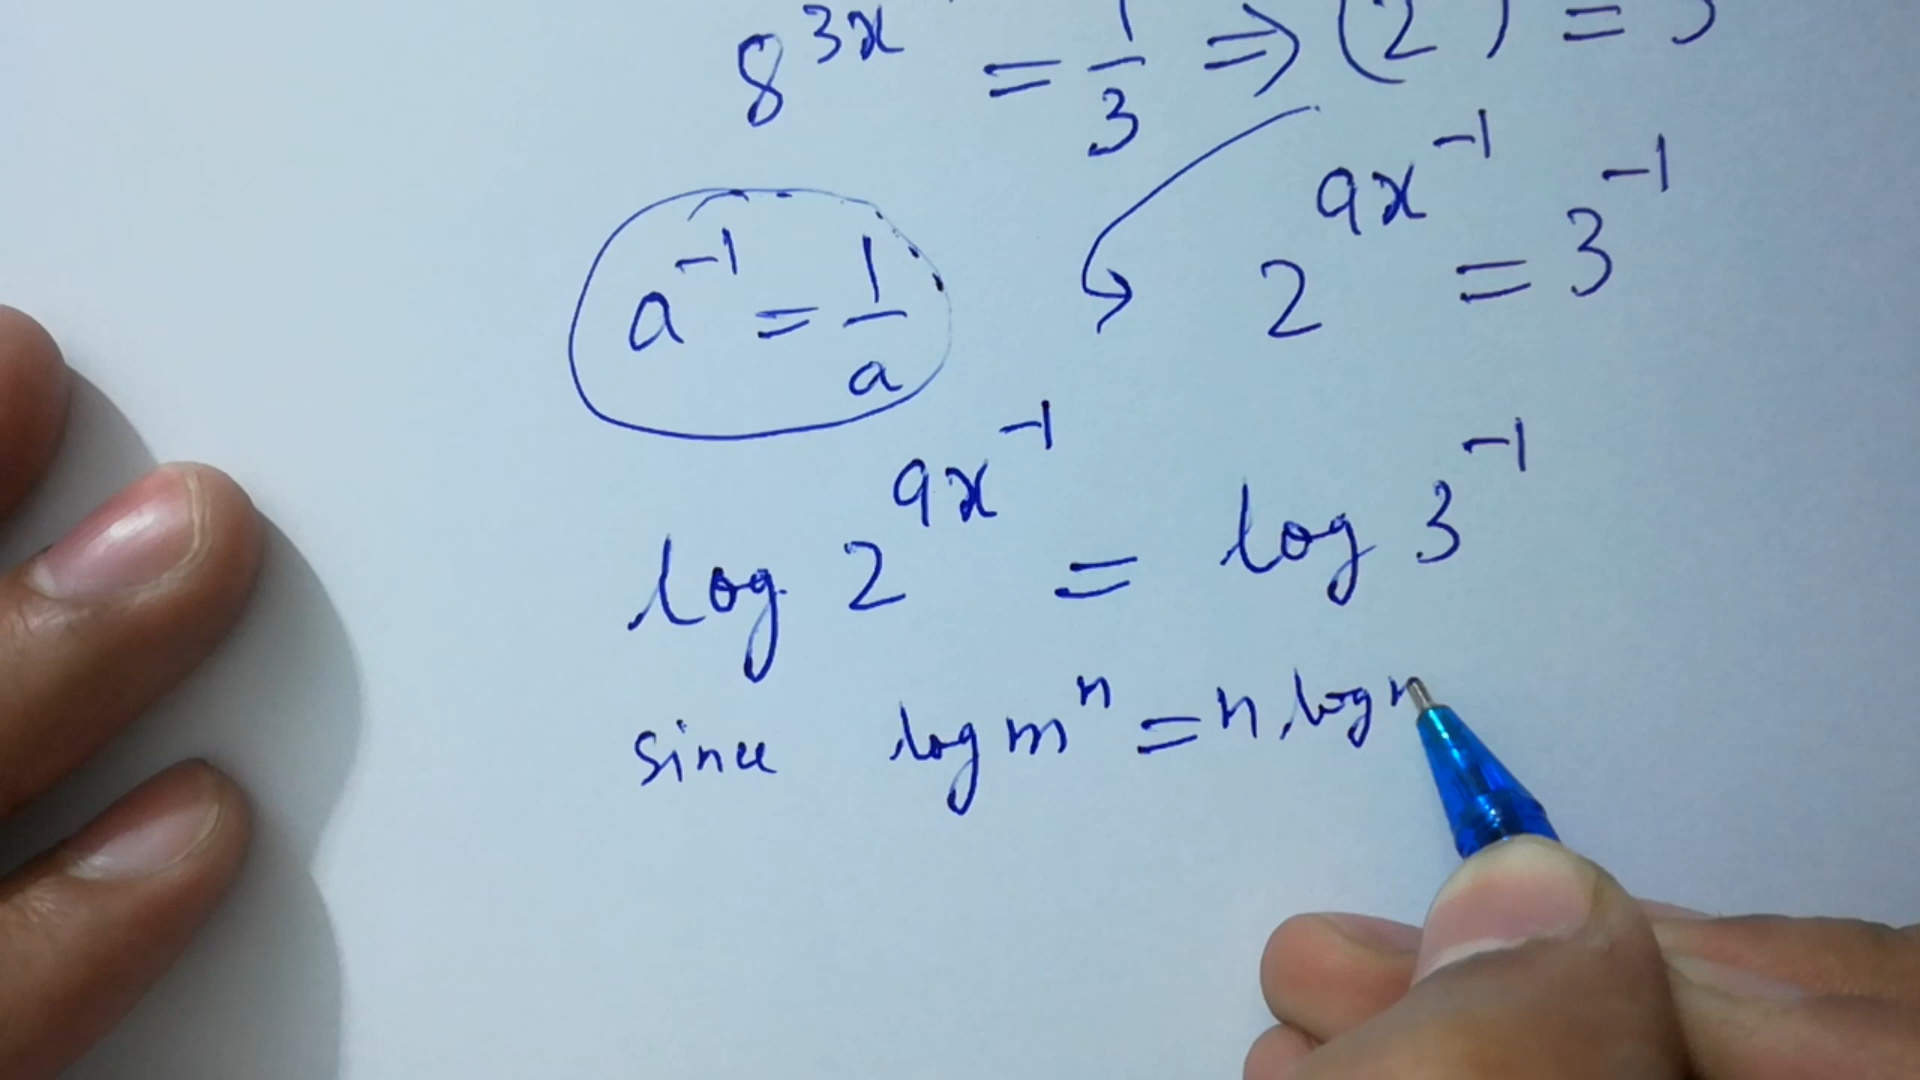 8^{3x} = 1/3 ⇒ (2 ) =
2^{9x^{-1}} = 3^{-1}
a^{-1} = 1/a
log 2^{9x^{-1}} = log 3^{-1}
since log m^n = n log